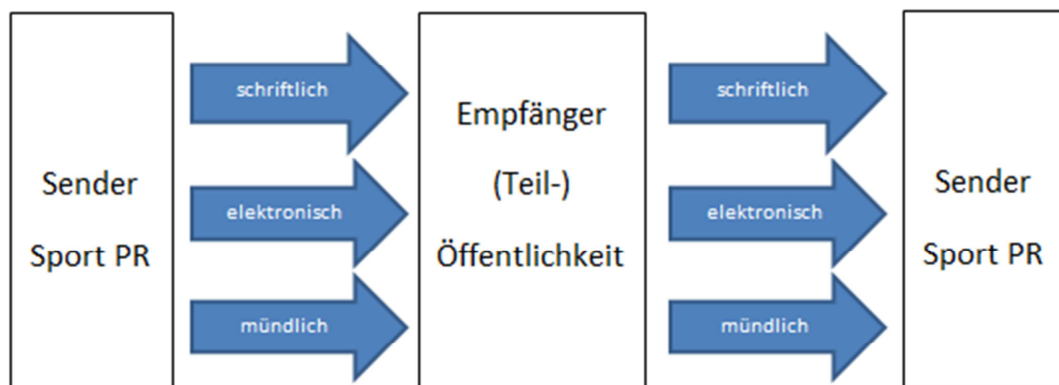 Sender
Sport PR
schriftlich
elektronisch
mündlich
Empfänger
(Teil-)
Öffentlichkeit
schriftlich
elektronisch
mündlich
Sender
Sport PR